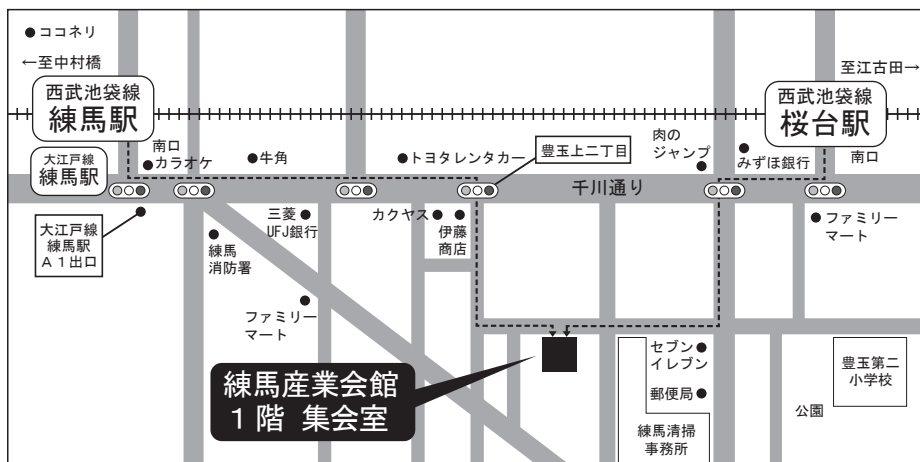 ココネリ
←至中村橋
至江古田→
西武池袋線
練馬駅
西武池袋線
桜台駅
大江戸線
練馬駅
南口
カラオケ
牛角
トヨタレンタカー
豊玉上二丁目
肉の
ジャンプ
みずほ銀行
南口
千川通り
大江戸線
練馬駅
A1出口
練馬
消防署
三菱
UFJ銀行
カクヤス
伊藤
商店
ファミリー
マート
ファミリー
マート
練馬産業会館
1階 集会室
セブン
イレブン
郵便局
練馬清掃
事務所
公園
豊玉第二
小学校